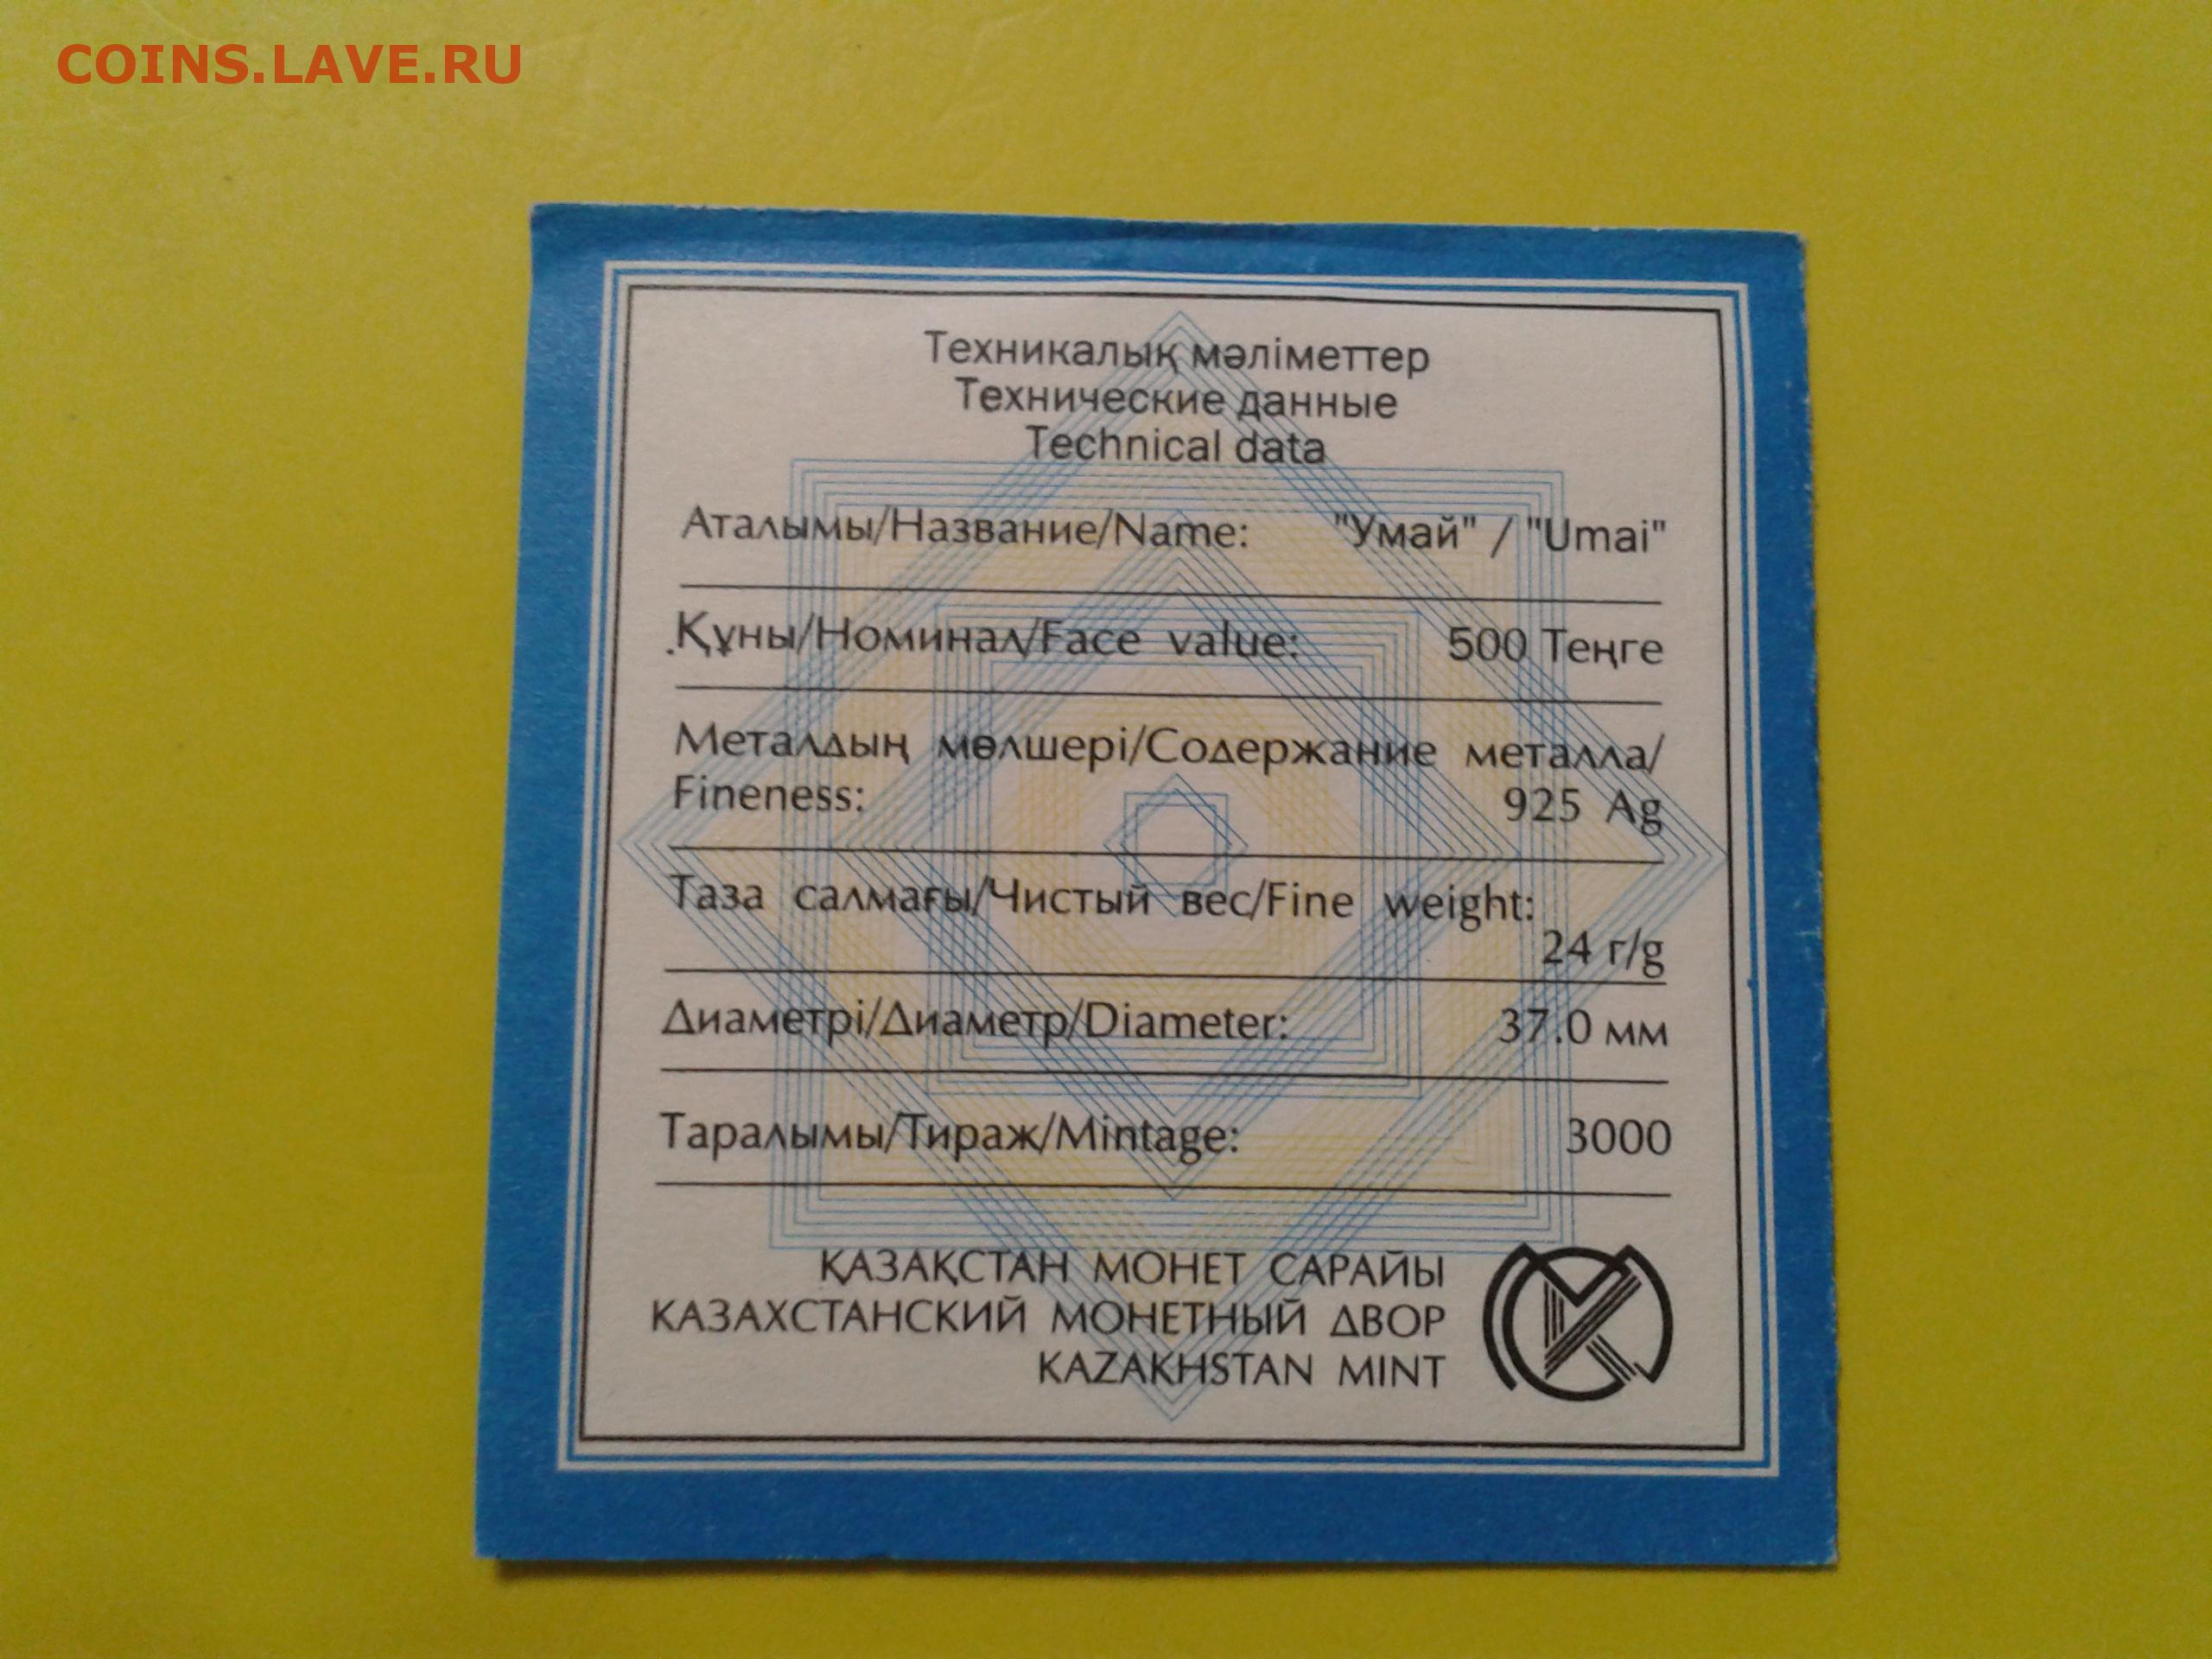 COINS.LAVE.RU
Техникалық мәліметтер
Технические данные
Technical data
Аталымы/Название/Name: "Умай" / "Umai"
Құны/Номинал/Face value: 500 Теңге
Металдың мөлшері/Содержание металла/
Fineness: 925 Ag
Таза салмағы/Чистый вес/Fine weight:
24 г/g
Диаметрі/Диаметр/Diameter: 37.0 мм
Таралымы/Тираж/Mintage: 3000
ҚАЗАҚСТАН МОНЕТ САРАЙЫ
КАЗАХСТАНСКИЙ МОНЕТНЫЙ ДВОР
KAZAKHSTAN MINT